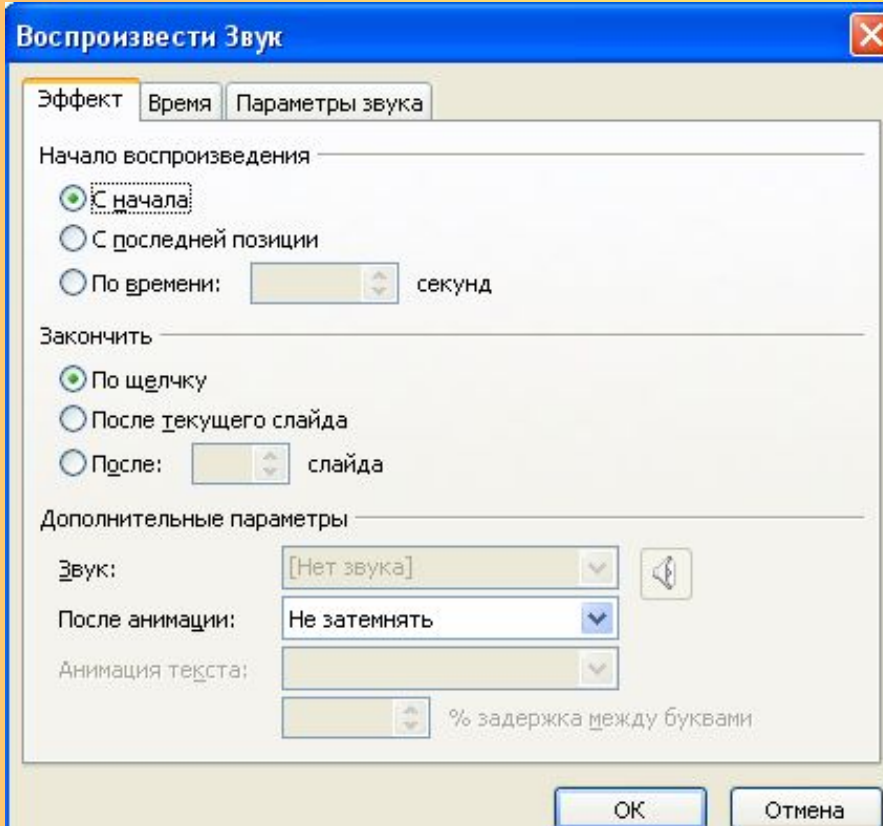 Воспроизвести Звук
Эффект Время Параметры звука
Начало воспроизведения
С начала
С последней позиции
По времени: секунд
Закончить
По щелчку
После текущего слайда
После: слайда
Дополнительные параметры
Звук: [Нет звука]
После анимации: Не затемнять
Анимация текста:
% задержка между буквами
ОК Отмена